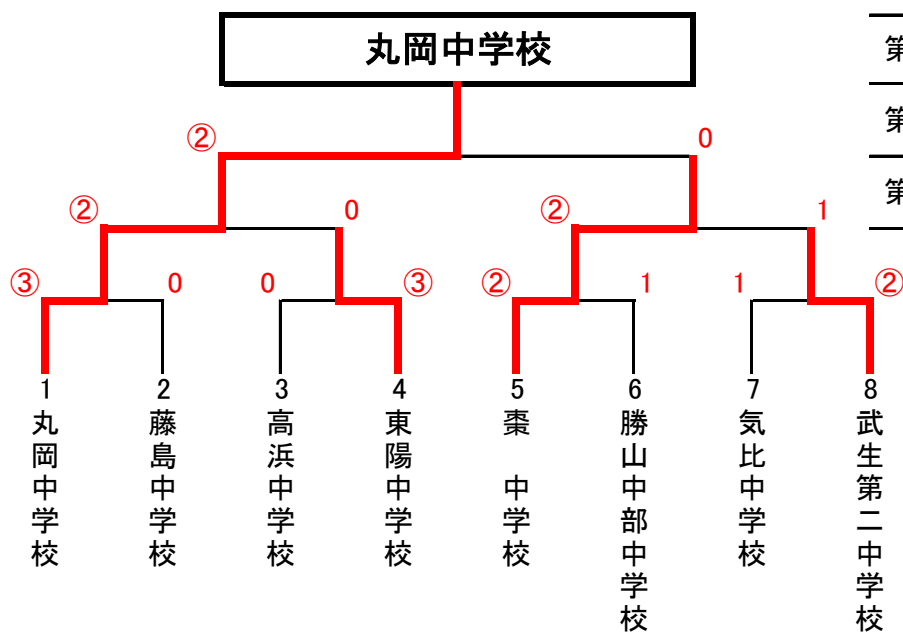 丸岡中学校
第
② 0
第
② 0 ② 1
第
③ 0 0 ③ ② 1 1 ②
1 2 3 4 5 6 7 8
丸岡中学校
藤島中学校
高浜中学校
東陽中学校
棗 中学校
勝山中部中学校
気比中学校
武生第二中学校